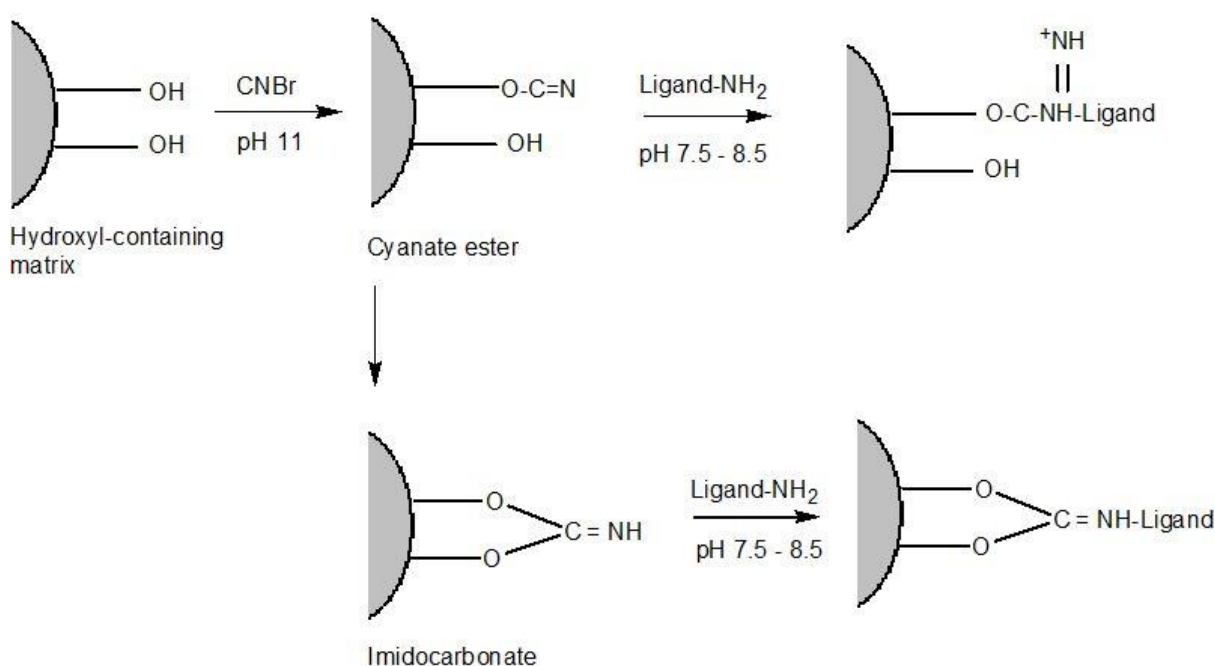 OH
OH
CNBr
pH 11
Hydroxyl-containing
matrix
O-C=N
OH
Cyanate ester
Ligand-NH2
pH 7.5 - 8.5
+NH
O-C-NH-Ligand
OH
O
O
C = NH
Imidocarbonate
Ligand-NH2
pH 7.5 - 8.5
O
O
C = NH-Ligand